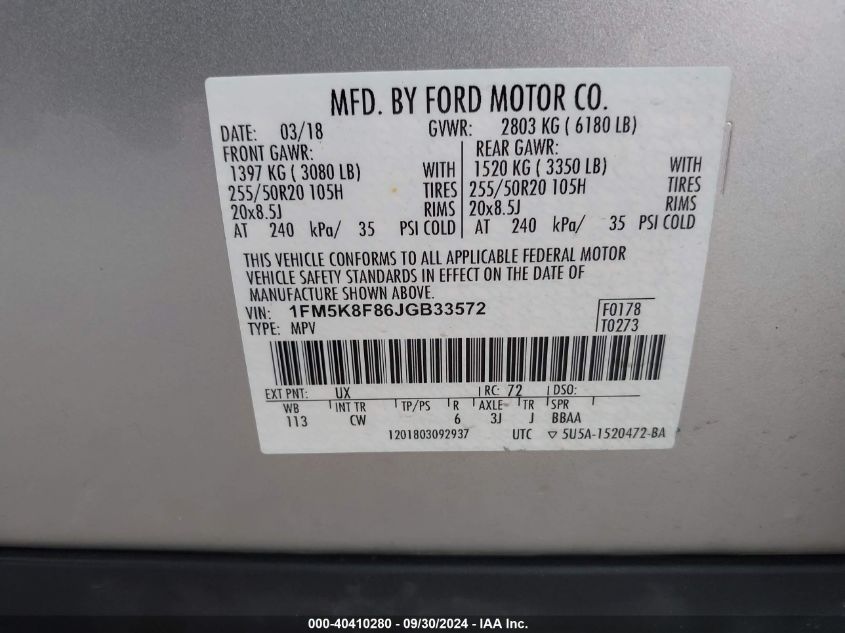 MFD. BY FORD MOTOR CO.
DATE: 03/18 GVWR: 2803 KG ( 6180 LB)
FRONT GAWR: REAR GAWR:
1397 KG ( 3080 LB) WITH 1520 KG ( 3350 LB) WITH
255/50R20 105H TIRES 255/50R20 105H TIRES
20x8.5J RIMS 20x8.5J RIMS
AT 240 kPa/ 35 PSI COLD AT 240 kPa/ 35 PSI COLD
THIS VEHICLE CONFORMS TO ALL APPLICABLE FEDERAL MOTOR
VEHICLE SAFETY STANDARDS IN EFFECT ON THE DATE OF
MANUFACTURE SHOWN ABOVE.
VIN: 1FM5K8F86JGB33572 F0178
TYPE: MPV T0273
EXT PNT: UX RC: 72 DSO:
WB INT TR TP/PS R AXLE TR SPR
113 CW 6 3J J BBAA
1201803092937 UTC ▽ 5U5A-1520472-BA
000-40410280 - 09/30/2024 - IAA Inc.